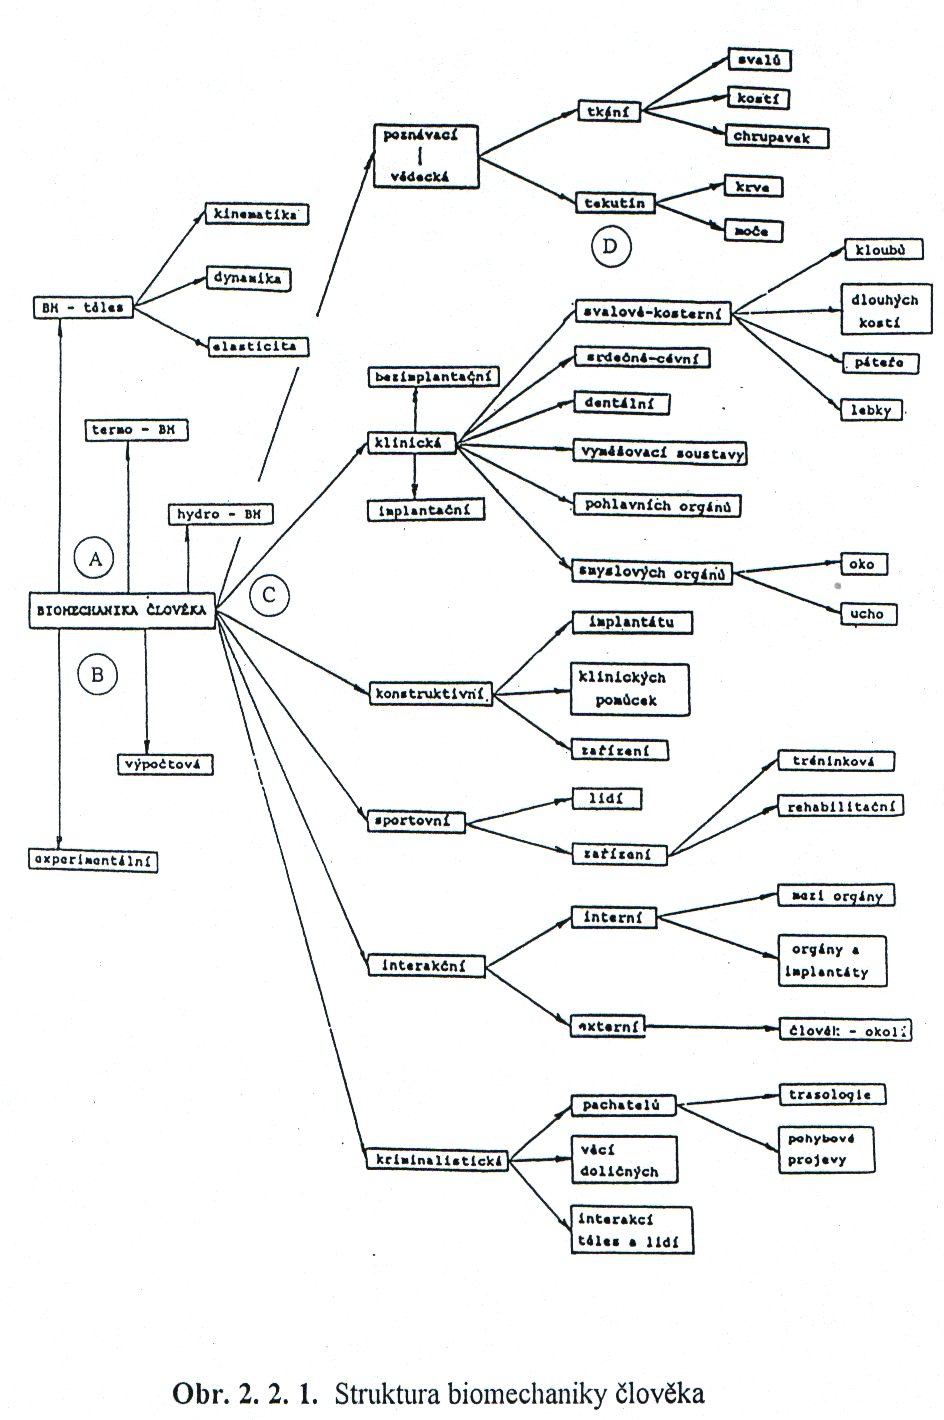 svalů
kostí
chrupavek
tkání
poznávací
vědecká
tekutin
krve
moče
D
kinematika
dynamika
BM - těles
elasticita
kloubů
dlouhých
kostí
páteře
lebky
svalově-kosterní
srdečně-cévní
dentální
vyměšovací soustavy
pohlavních orgánů
smyslových orgánů
oko
ucho
bezimplantační
klinická
implantační
termo - BM
hydro - BM
A
C
BIOMECHANIKA ČLOVĚKA
B
výpočtová
experimentální
implantátu
konstruktivní
klinických
pomůcek
zařízení
sportovní
lidí
zařízení
tréninková
rehabilitační
interakční
interní
mezi orgány
orgány a
implantáty
externí
člověk - okolí
kriminalistická
pachatelů
trasologie
pohybové
projevy
věcí
doličných
interakcí
těles a lidí
Obr. 2. 2. 1. Struktura biomechaniky člověka